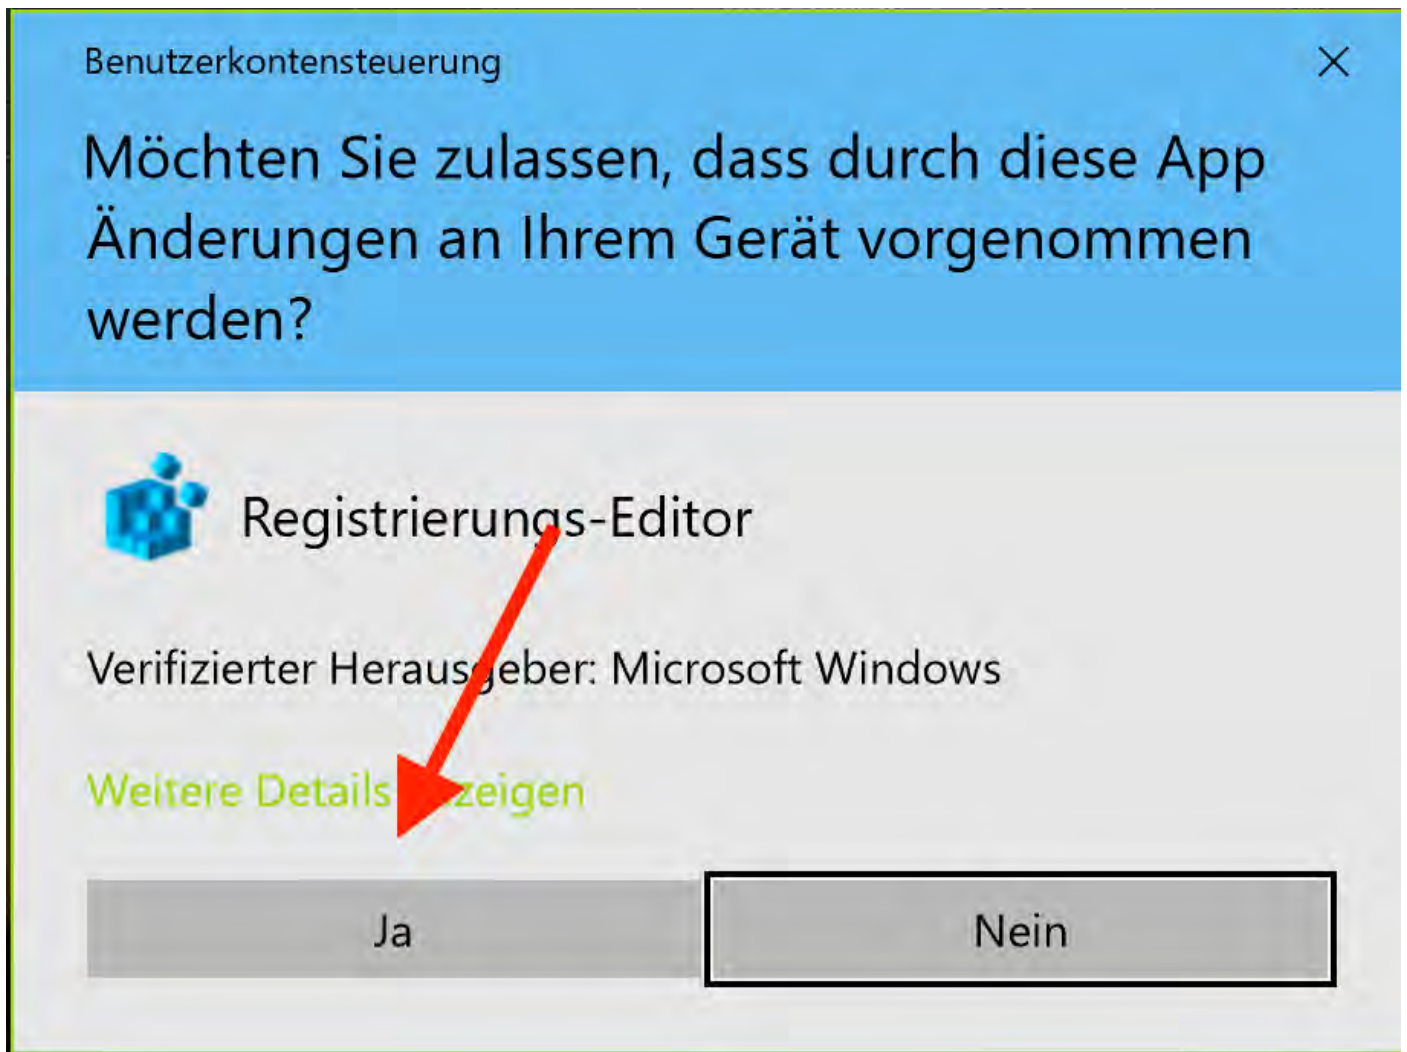 Benutzerkontensteuerung
Möchten Sie zulassen, dass durch diese App
Änderungen an Ihrem Gerät vorgenommen
werden?
Registrierungs-Editor
Verifizierter Herausgeber: Microsoft Windows
Weitere Details anzeigen
Ja
Nein